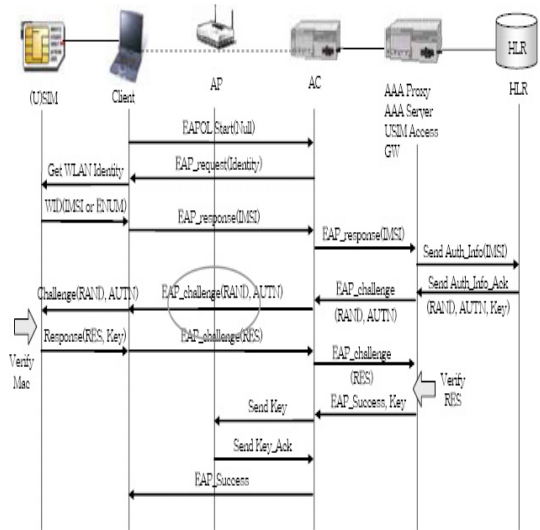 HLR
(U)SIM
Client
AP
AC
AAA Proxy
AAA Server
USIM Access
GW
HLR
EAPOL Start(Null)
EAP_request(Identity)
Get WLAN Identity
WID(IMSI or ENUM)
EAP_response(IMSI)
EAP_response(IMSI)
Send Auth_Info(IMSI)
Send Auth_Info_Ack
(RAND, AUTN, Key)
EAP_challenge
(RAND, AUTN)
EAP_challenge(RAND, AUTN)
Challenge(RAND, AUTN)
Verify
Mac
Response(RES, Key)
EAP_challenge(RES)
EAP_challenge
(RES)
Verify
RES
EAP_Success, Key
Send Key
Send Key_Ack
EAP_Success